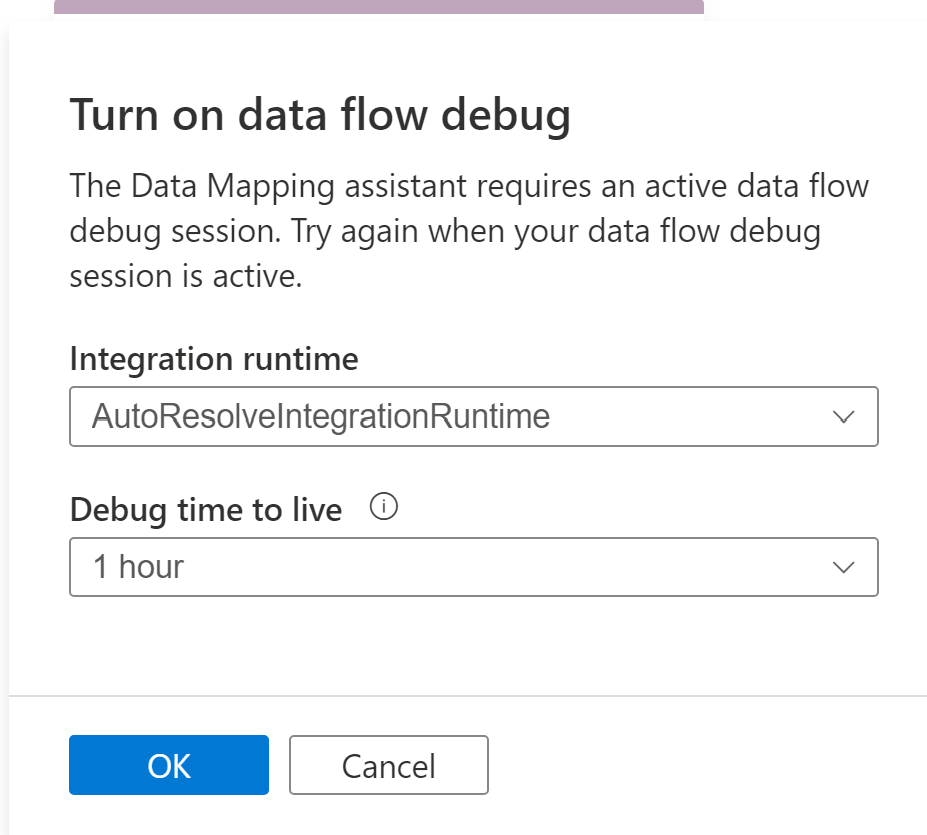 Turn on data flow debug
The Data Mapping assistant requires an active data flow
debug session. Try again when your data flow debug
session is active.
Integration runtime
AutoResolveIntegrationRuntime
Debug time to live
1 hour
OK
Cancel